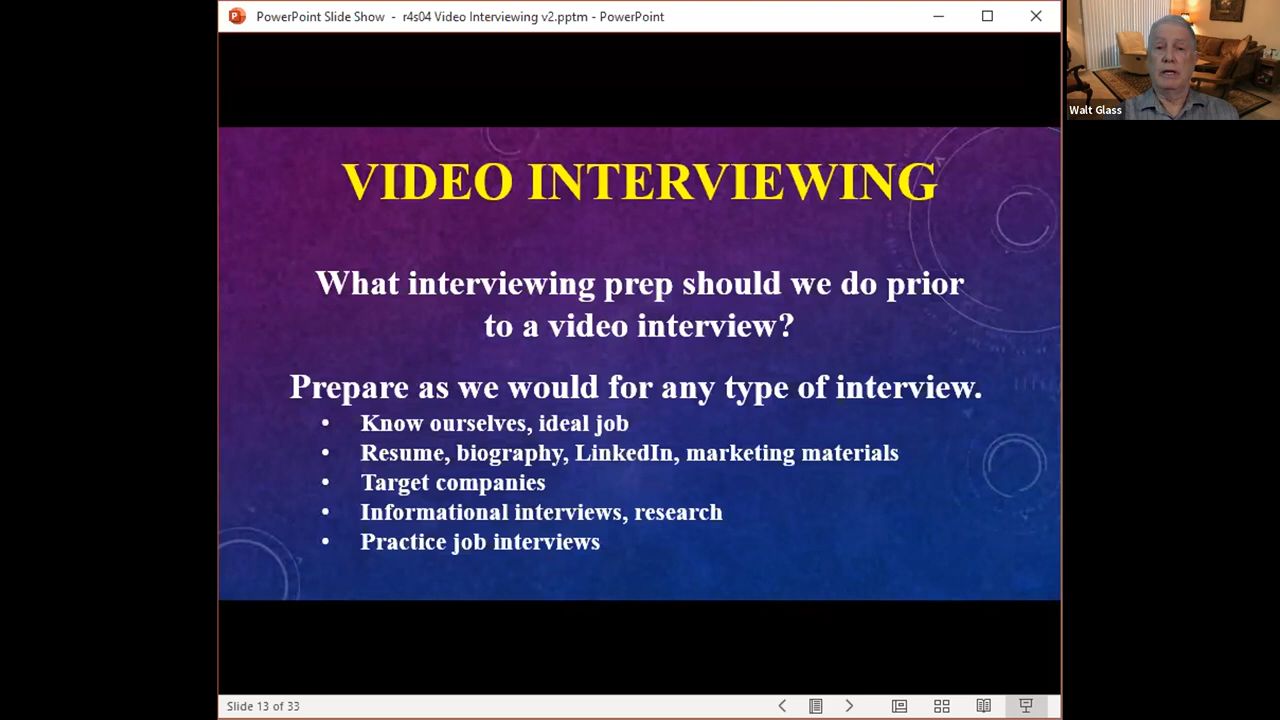 PowerPoint Slide Show - r4s04 Video Interviewing v2.pptm - PowerPoint
Walt Glass
VIDEO INTERVIEWING
What interviewing prep should we do prior
to a video interview?
Prepare as we would for any type of interview.
• Know ourselves, ideal job
• Resume, biography, LinkedIn, marketing materials
• Target companies
• Informational interviews, research
• Practice job interviews
Slide 13 of 33